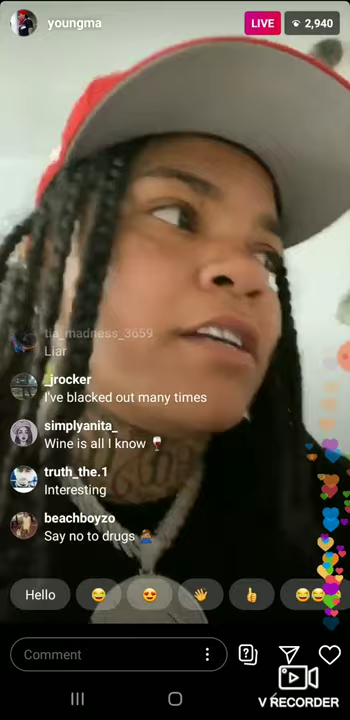 youngma
LIVE
2,940
tia_madness_3659
Liar
_jrocker
I've blacked out many times
simplyanita_
Wine is all I know 🍷
truth_the.1
Interesting
beachboyzo
Say no to drugs 🤷🏾‍♂️
Hello
Comment
V RECORDER